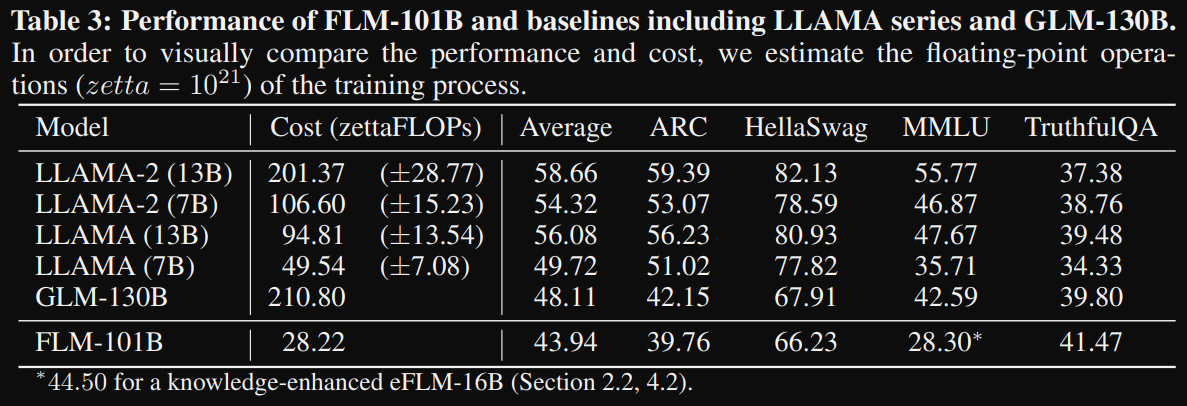 Table 3: Performance of FLM-101B and baselines including LLAMA series and GLM-130B.
In order to visually compare the performance and cost, we estimate the floating-point opera-
tions (zetta = 10²¹) of the training process.
Model Cost (zettaFLOPs) Average ARC HellaSwag MMLU TruthfulQA
LLAMA-2 (13B) 201.37 (±28.77) 58.66 59.39 82.13 55.77 37.38
LLAMA-2 (7B) 106.60 (±15.23) 54.32 53.07 78.59 46.87 38.76
LLAMA (13B) 94.81 (±13.54) 56.08 56.23 80.93 47.67 39.48
LLAMA (7B) 49.54 (±7.08) 49.72 51.02 77.82 35.71 34.33
GLM-130B 210.80 48.11 42.15 67.91 42.59 39.80
FLM-101B 28.22 43.94 39.76 66.23 28.30* 41.47
*44.50 for a knowledge-enhanced eFLM-16B (Section 2.2, 4.2).